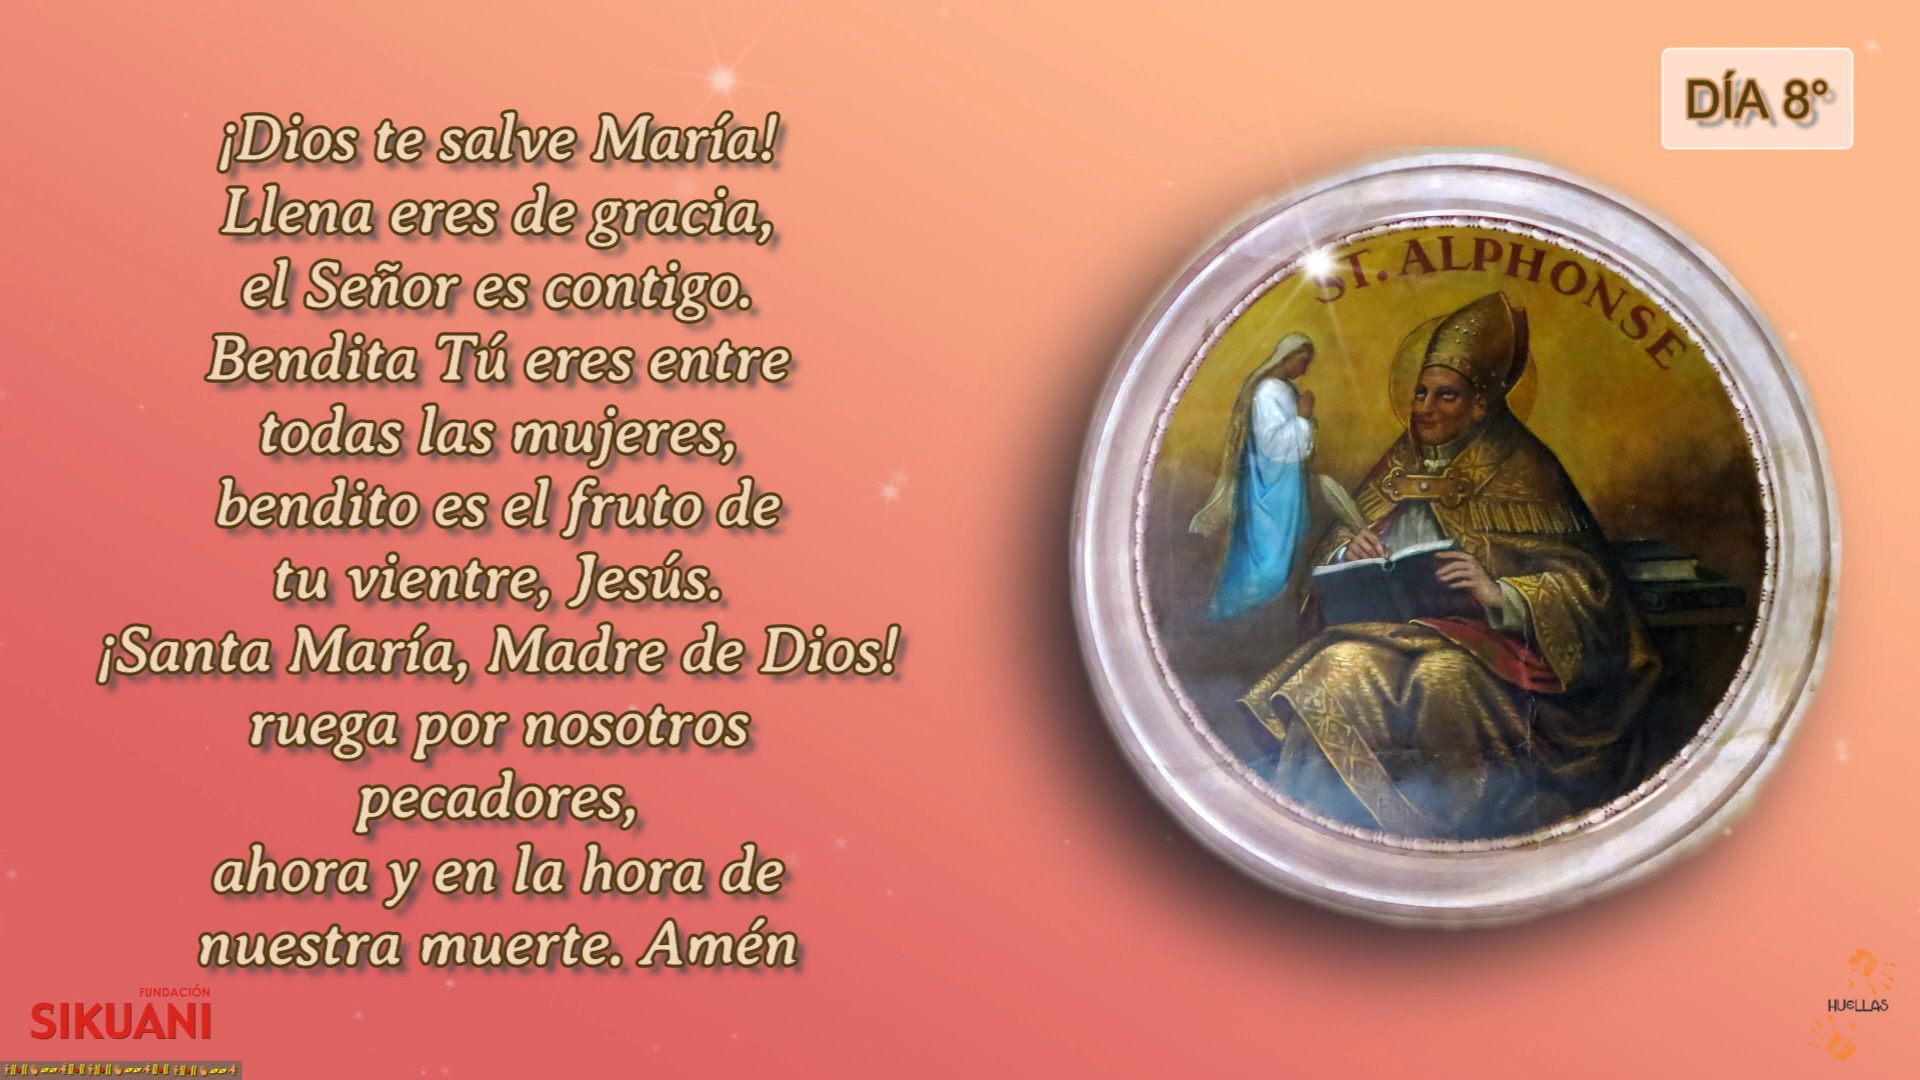 ¡Dios te salve María!
Llena eres de gracia,
el Señor es contigo.
Bendita Tú eres entre
todas las mujeres,
bendito es el fruto de
tu vientre, Jesús.
¡Santa María, Madre de Dios!
ruega por nosotros
pecadores,
ahora y en la hora de
nuestra muerte. Amén
DÍA 8°
ST. ALPHONSE
FUNDACIÓN
SIKUANI
HUELLAS